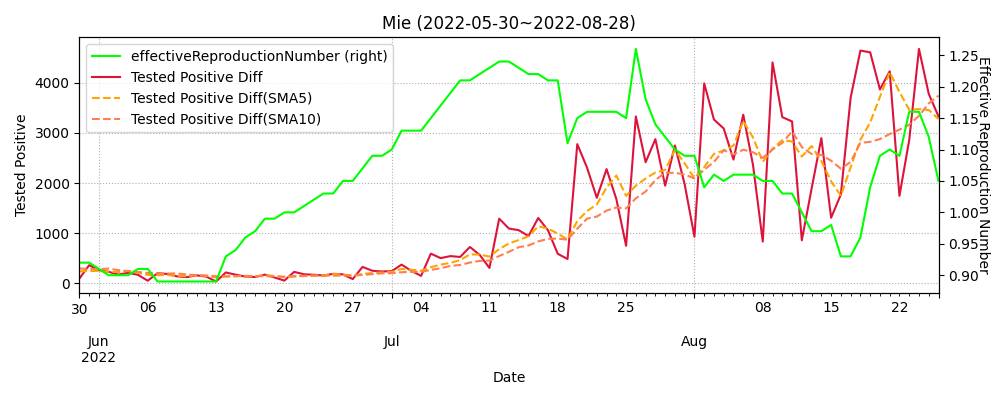 Mie (2022-05-30~2022-08-28)
effectiveReproductionNumber (right)
Tested Positive Diff
Tested Positive Diff(SMA5)
Tested Positive Diff(SMA10)
Tested Positive
4000
3000
2000
1000
0
1.25
1.20
1.15
1.10
1.05
1.00
0.95
0.90
Effective Reproduction Number
30 06 13 20 27 04 11 18 25 08 15 22
Jun Jul Aug
2022
Date